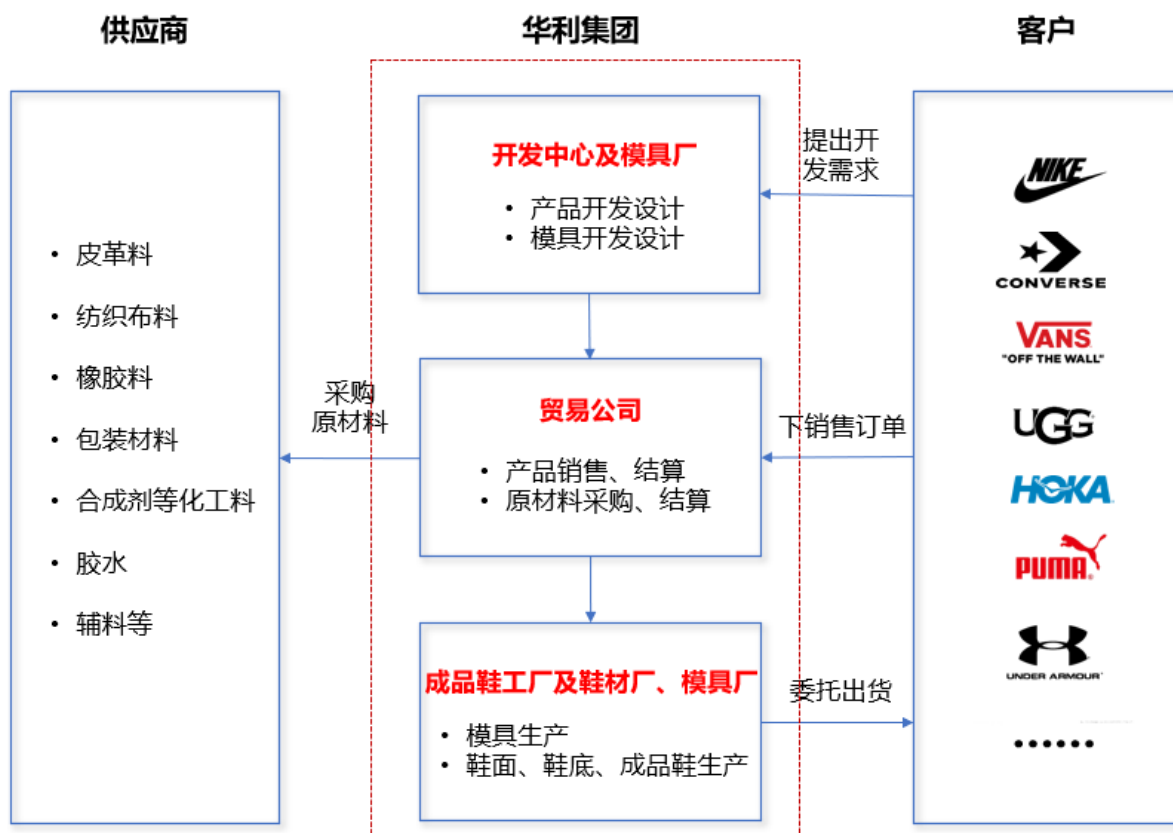 供应商
华利集团
客户
• 皮革料
• 纺织布料
• 橡胶料
• 包装材料
• 合成剂等化工料
• 胶水
• 辅料等
采购
原材料
开发中心及模具厂
• 产品开发设计
• 模具开发设计
贸易公司
• 产品销售、结算
• 原材料采购、结算
成品鞋工厂及鞋材厂、模具厂
• 模具生产
• 鞋面、鞋底、成品鞋生产
提出开
发需求
下销售订单
委托出货
NIKE
CONVERSE
VANS
"OFF THE WALL"
UGG
HOKA
PUMA
UNDER ARMOUR
••••••